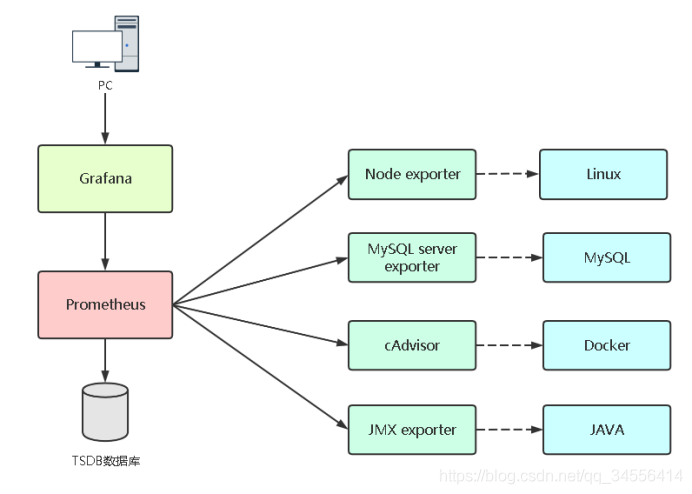 PC
Grafana
Node exporter
Linux
MySQL server
exporter
MySQL
Prometheus
cAdvisor
Docker
JMX exporter
JAVA
TSDB数据库
https://blog.csdn.net/qq_34556414